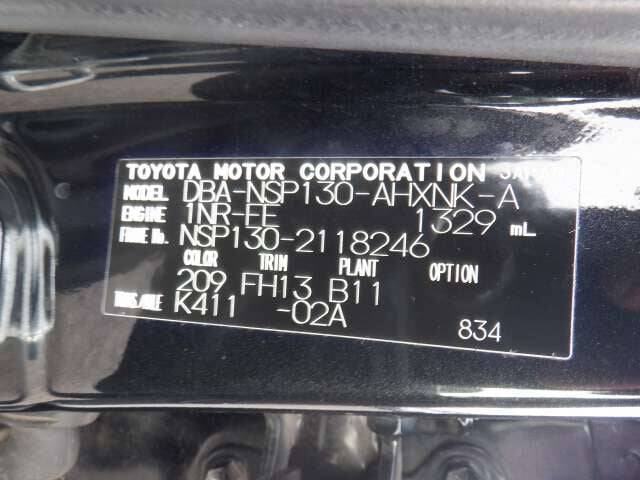 TOYOTA MOTOR CORPORATION JAPAN
MODEL DBA-NSP130-AHXNK-A
ENGINE 1NR-FE 1329 mL
FRAME No. NSP130-2118246
COLOR TRIM PLANT OPTION
209 FH13 B11
TRANS./AXLE K411 -02A
834